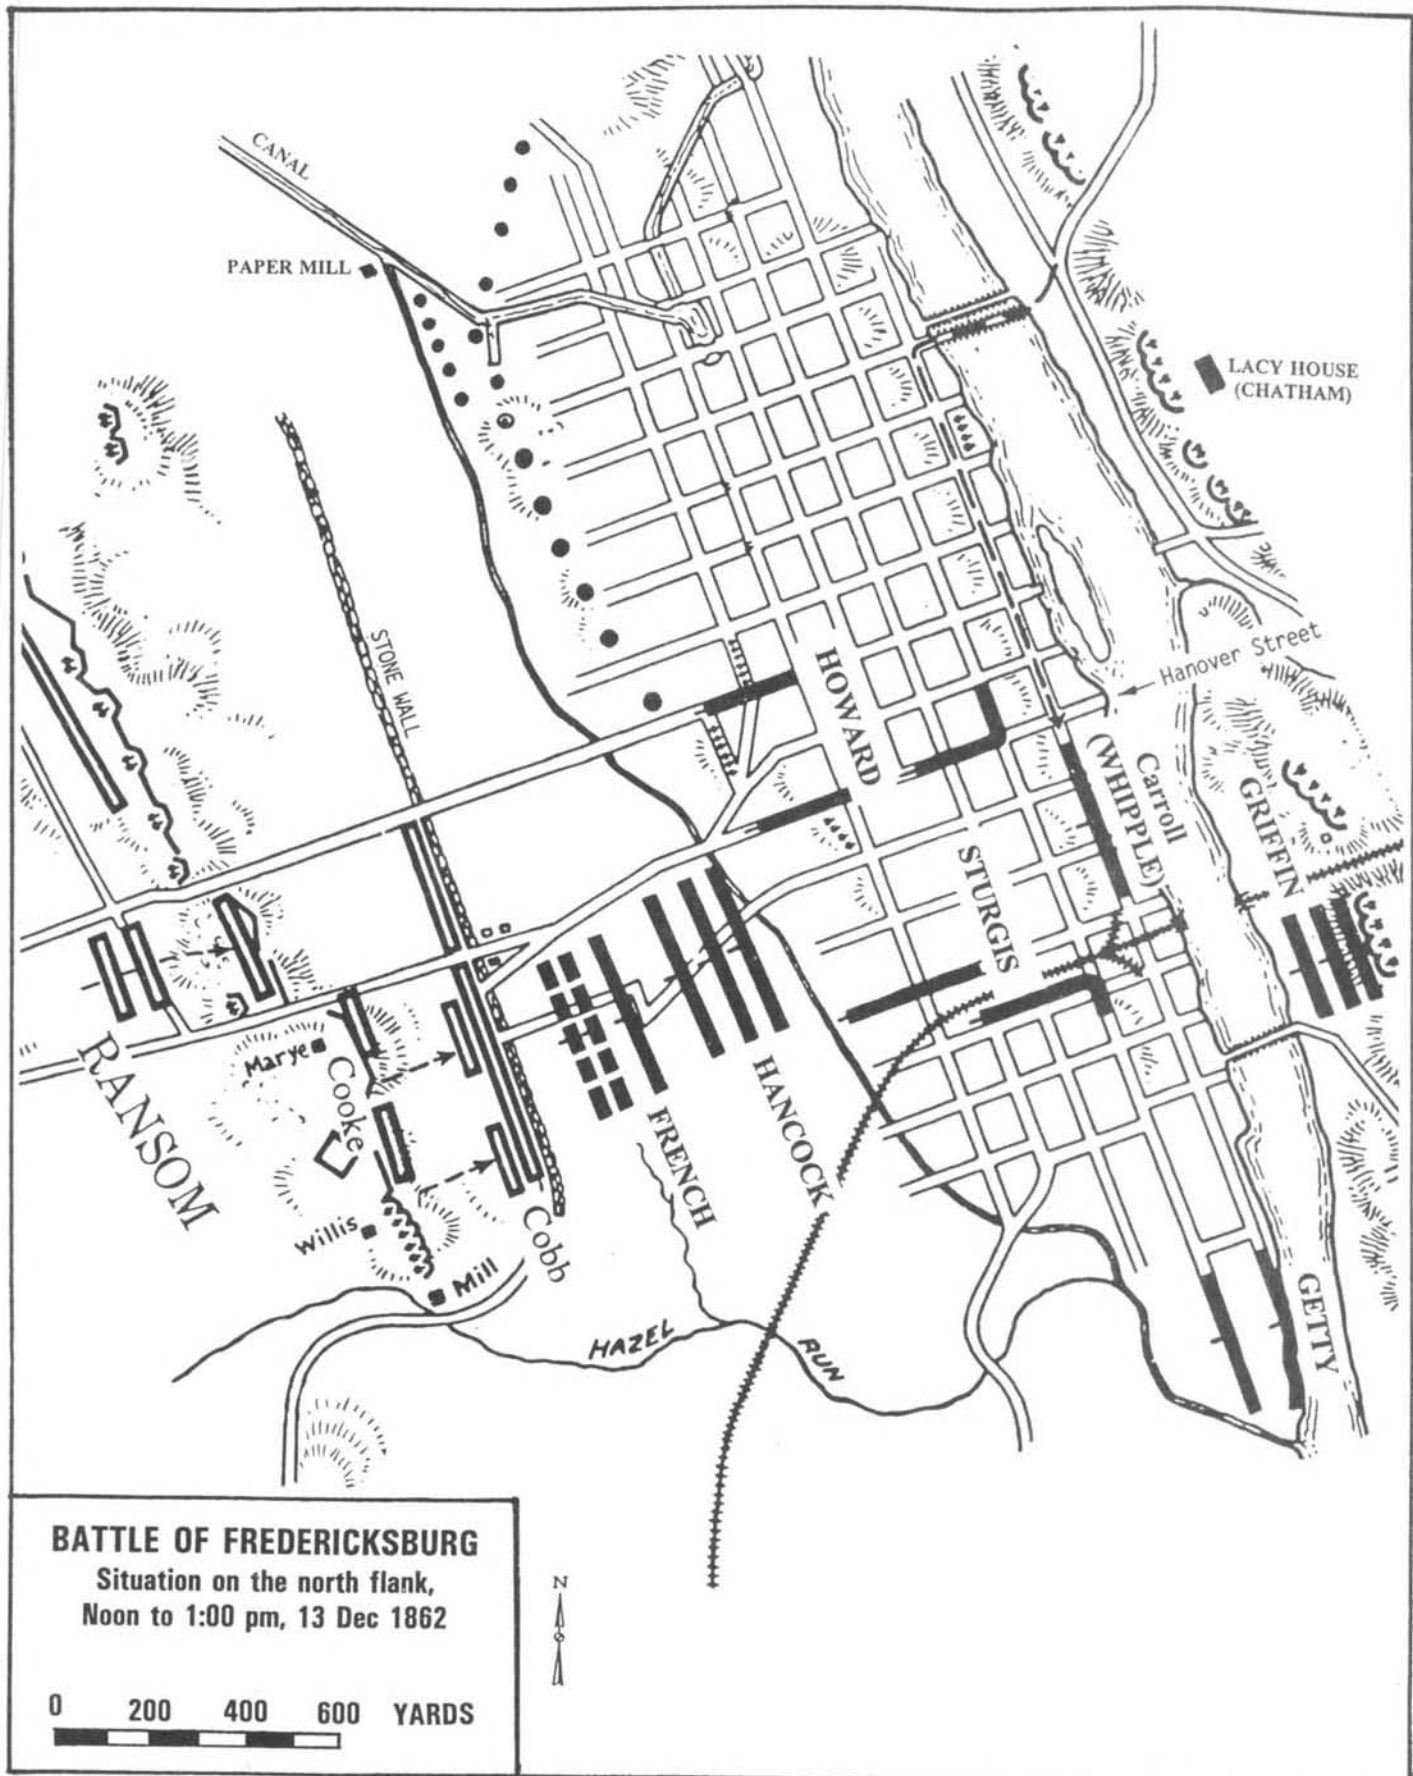 CANAL
PAPER MILL
LACY HOUSE
(CHATHAM)
STONE WALL
Hanover Street
HOWARD
Carroll
(WHIPPLE)
GRIFFIN
STURGIS
RANSOM
Marye
Cooke
HANCOCK
FRENCH
Willis
Cobb
Mill
HAZEL RUN
GETTY
BATTLE OF FREDERICKSBURG
Situation on the north flank,
Noon to 1:00 pm, 13 Dec 1862
N
0 200 400 600 YARDS